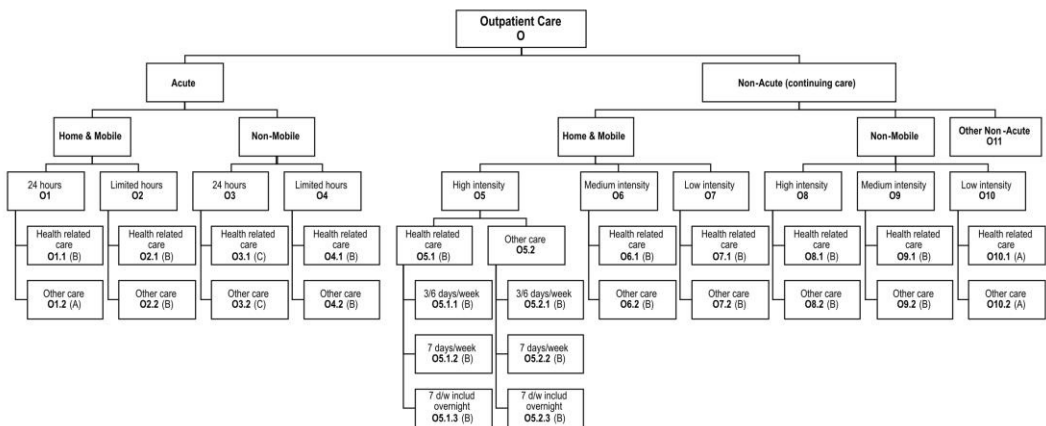 Outpatient Care
O
Acute
Non-Acute (continuing care)
Home & Mobile
Non-Mobile
Home & Mobile
Non-Mobile
Other Non-Acute
O11
24 hours
O1
Limited hours
O2
24 hours
O3
Limited hours
O4
High intensity
O5
Medium intensity
O6
Low intensity
O7
High intensity
O8
Medium intensity
O9
Low intensity
O10
Health related
care
O1.1 (B)
Health related
care
O2.1 (B)
Health related
care
O3.1 (C)
Health related
care
O4.1 (B)
Health related
care
O5.1 (B)
Other care
O5.2
Health related
care
O6.1 (B)
Health related
care
O7.1 (B)
Health related
care
O8.1 (B)
Health related
care
O9.1 (B)
Health related
care
O10.1 (A)
Other care
O1.2 (A)
Other care
O2.2 (B)
Other care
O3.2 (C)
Other care
O4.2 (B)
3/6 days/week
O5.1.1 (B)
3/6 days/week
O5.2.1 (B)
Other care
O6.2 (B)
Other care
O7.2 (B)
Other care
O8.2 (B)
Other care
O9.2 (B)
Other care
O10.2 (A)
7 days/week
O5.1.2 (B)
7 days/week
O5.2.2 (B)
7 d/w includ
overnight
O5.1.3 (B)
7 d/w includ
overnight
O5.2.3 (B)